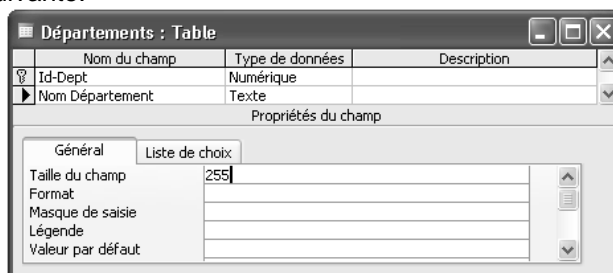 Départements : Table
Nom du champ Type de données Description
Id-Dept Numérique
Nom Département Texte
Propriétés du champ
Général Liste de choix
Taille du champ 255
Format
Masque de saisie
Légende
Valeur par défaut